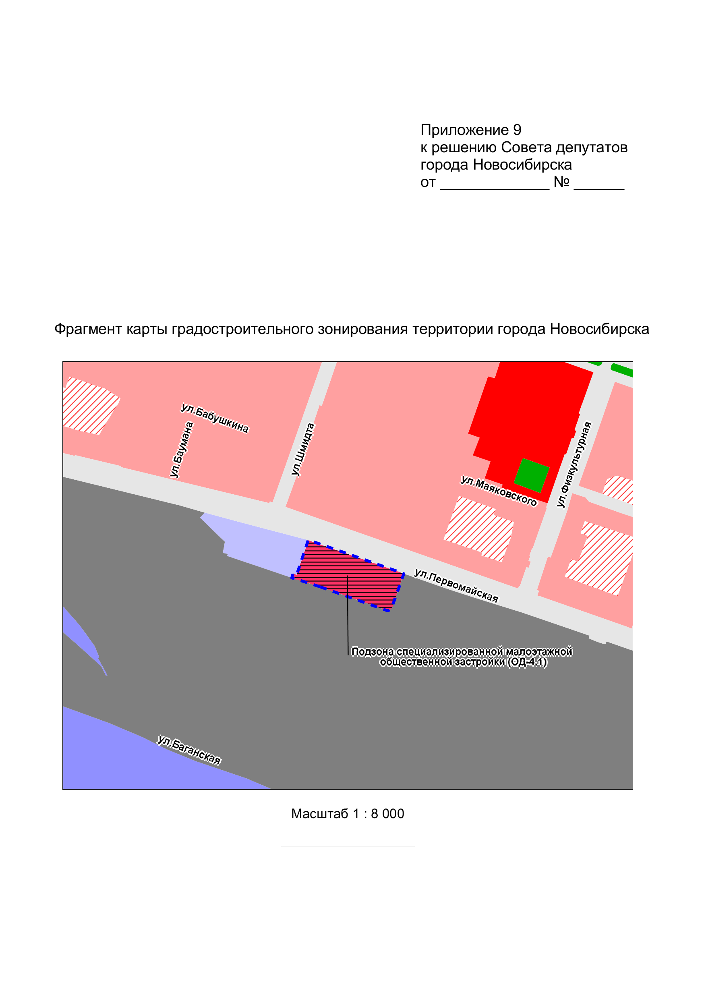 Приложение 9
к решению Совета депутатов
города Новосибирска
от _____________ № ______
Фрагмент карты градостроительного зонирования территории города Новосибирска
ул.Бабушкина
ул.Баумана
ул.Шмидта
ул.Физкультурная
ул.Маяковского
ул.Первомайская
Подзона специализированной малоэтажной
общественной застройки (ОД-4.1)
ул.Баганская
Масштаб 1 : 8 000